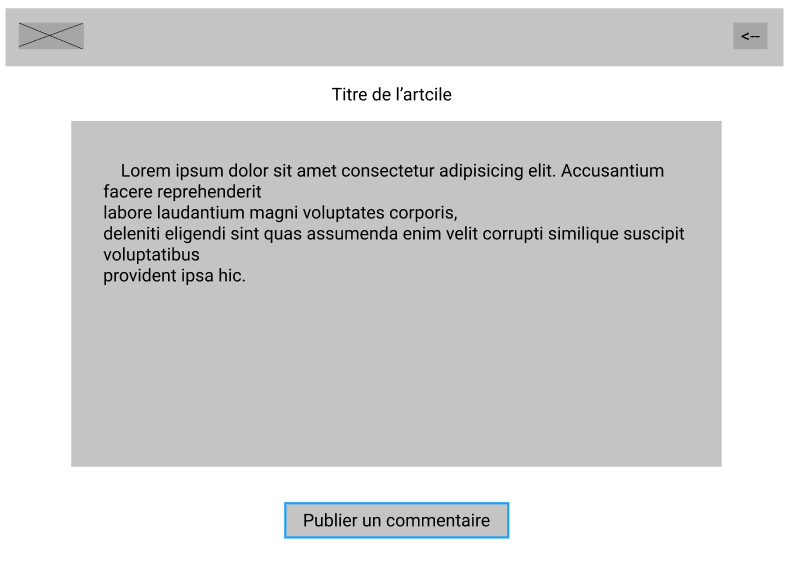 <--
Titre de l’artcile
Lorem ipsum dolor sit amet consectetur adipisicing elit. Accusantium
facere reprehenderit
labore laudantium magni voluptates corporis,
deleniti eligendi sint quas assumenda enim velit corrupti similique suscipit
voluptatibus
provident ipsa hic.
Publier un commentaire